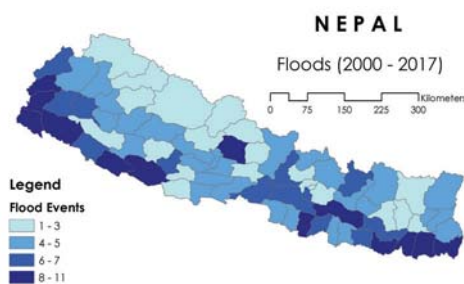 NEPAL
Floods (2000 - 2017)
Kilometers
0 75 150 225 300
Legend
Flood Events
1 - 3
4 - 5
6 - 7
8 - 11